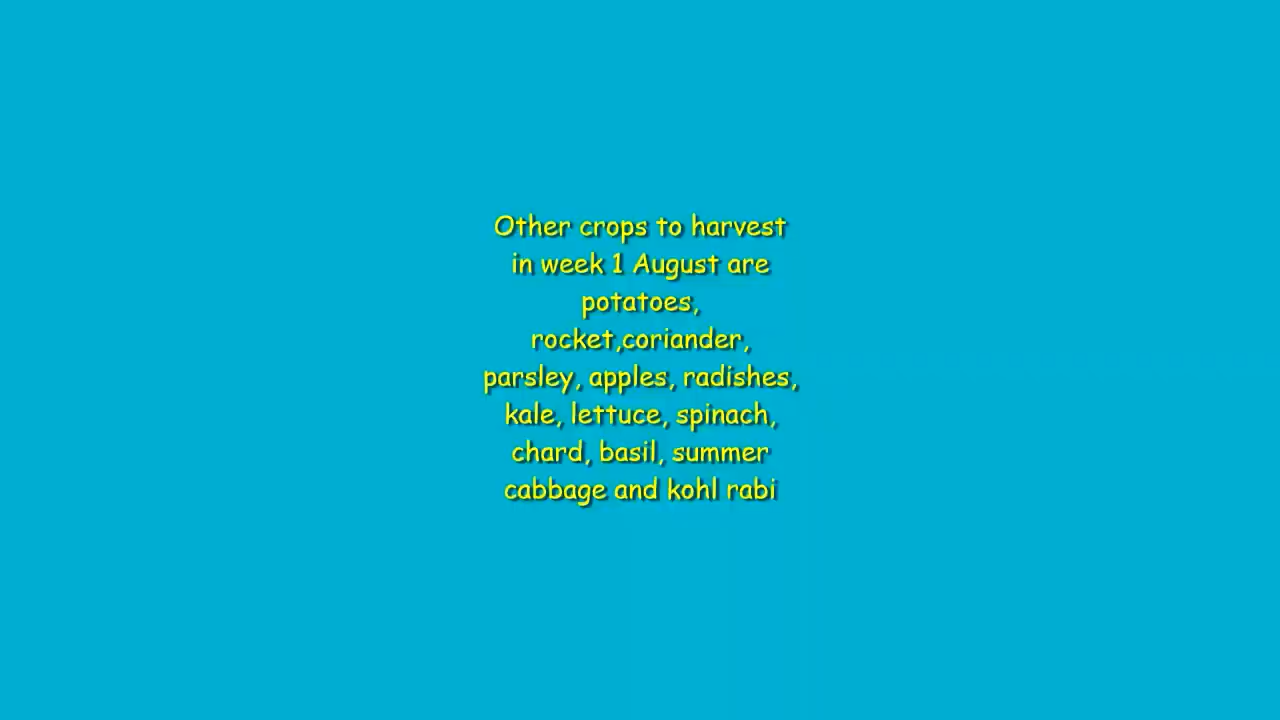 Other crops to harvest
in week 1 August are
potatoes,
rocket,coriander,
parsley, apples, radishes,
kale, lettuce, spinach,
chard, basil, summer
cabbage and kohl rabi